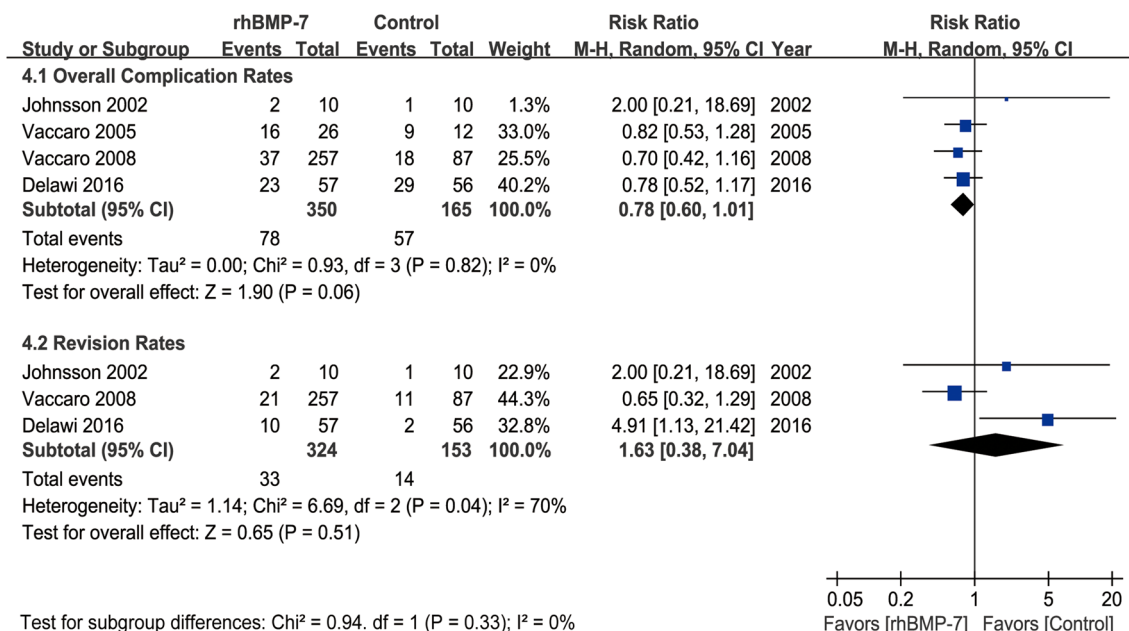 rhBMP-7 Control Risk Ratio Risk Ratio
Study or Subgroup Events Total Events Total Weight M-H, Random, 95% CI Year M-H, Random, 95% CI
4.1 Overall Complication Rates
Johnsson 2002 2 10 1 10 1.3% 2.00 [0.21, 18.69] 2002
Vaccaro 2005 16 26 9 12 33.0% 0.82 [0.53, 1.28] 2005
Vaccaro 2008 37 257 18 87 25.5% 0.70 [0.42, 1.16] 2008
Delawi 2016 23 57 29 56 40.2% 0.78 [0.52, 1.17] 2016
Subtotal (95% CI) 350 165 100.0% 0.78 [0.60, 1.01]
Total events 78 57
Heterogeneity: Tau² = 0.00; Chi² = 0.93, df = 3 (P = 0.82); I² = 0%
Test for overall effect: Z = 1.90 (P = 0.06)
4.2 Revision Rates
Johnsson 2002 2 10 1 10 22.9% 2.00 [0.21, 18.69] 2002
Vaccaro 2008 21 257 11 87 44.3% 0.65 [0.32, 1.29] 2008
Delawi 2016 10 57 2 56 32.8% 4.91 [1.13, 21.42] 2016
Subtotal (95% CI) 324 153 100.0% 1.63 [0.38, 7.04]
Total events 33 14
Heterogeneity: Tau² = 1.14; Chi² = 6.69, df = 2 (P = 0.04); I² = 70%
Test for overall effect: Z = 0.65 (P = 0.51)
0.05 0.2 1 5 20
Test for subgroup differences: Chi² = 0.94. df = 1 (P = 0.33); I² = 0% Favors [rhBMP-7] Favors [Control]